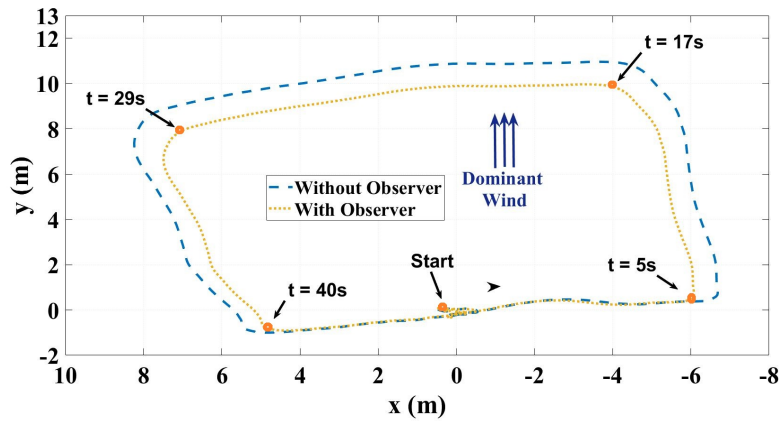 13
12
t = 17s
10
t = 29s
8
6
Dominant
Wind
Without Observer
With Observer
4
y (m)
2
Start
t = 5s
t = 40s
0
-2
10 8 6 4 2 0 -2 -4 -6 -8
x (m)